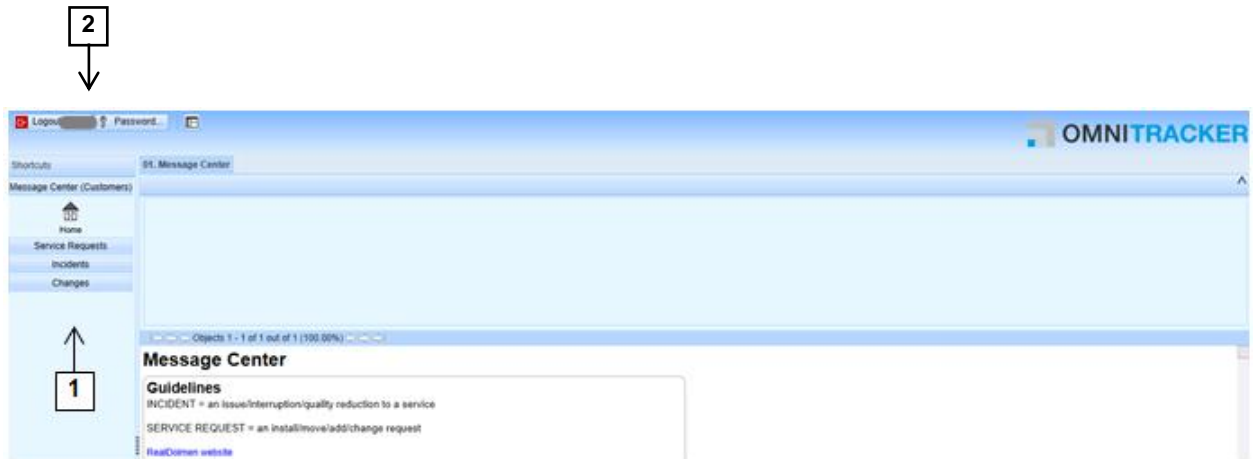 2
Logou Password...
OMNITRACKER
Shortcuts
01. Message Center
Message Center (Customers)
Home
Service Requests
Incidents
Changes
Objects 1 - 1 of 1 out of 1 (100.00%)
1
Message Center
Guidelines
INCIDENT = an issue/interruption/quality reduction to a service
SERVICE REQUEST = an install/move/add/change request
RealDolmen website